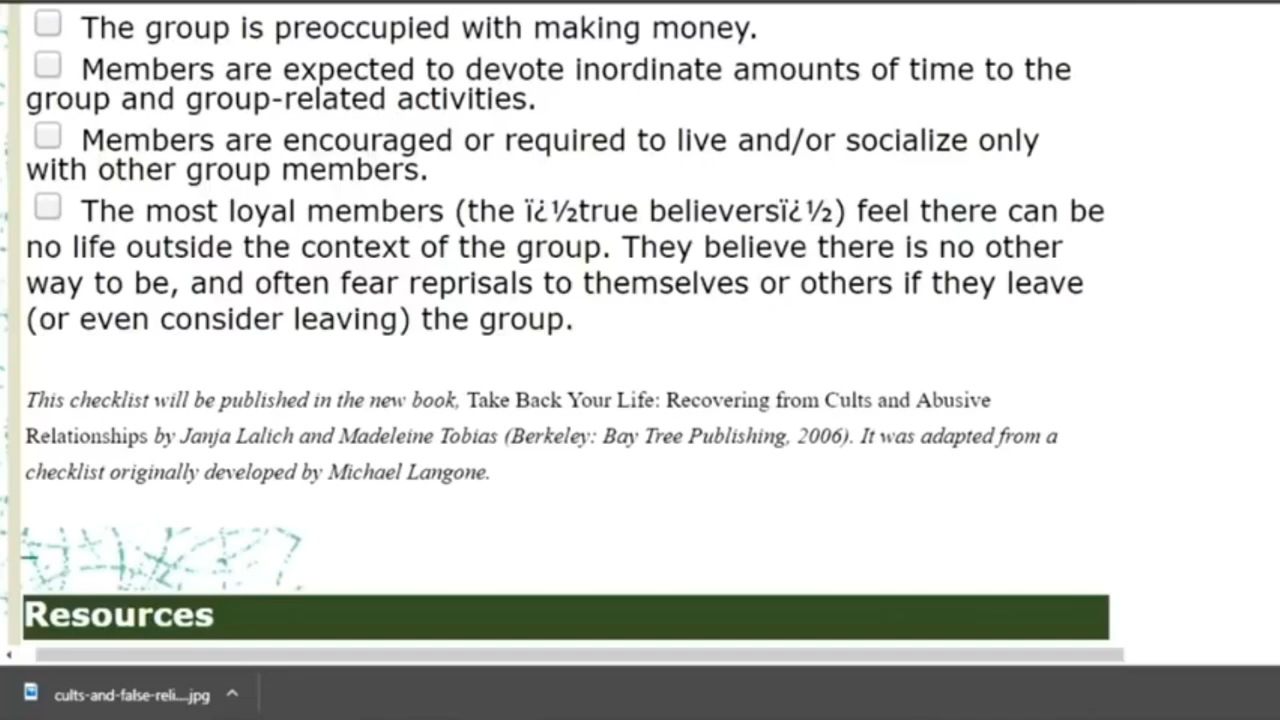 The group is preoccupied with making money.
Members are expected to devote inordinate amounts of time to the
group and group-related activities.
Members are encouraged or required to live and/or socialize only
with other group members.
The most loyal members (the ï¿½true believersï¿½) feel there can be
no life outside the context of the group. They believe there is no other
way to be, and often fear reprisals to themselves or others if they leave
(or even consider leaving) the group.
This checklist will be published in the new book, Take Back Your Life: Recovering from Cults and Abusive
Relationships by Janja Lalich and Madeleine Tobias (Berkeley: Bay Tree Publishing, 2006). It was adapted from a
checklist originally developed by Michael Langone.
Resources
cults-and-false-reli....jpg